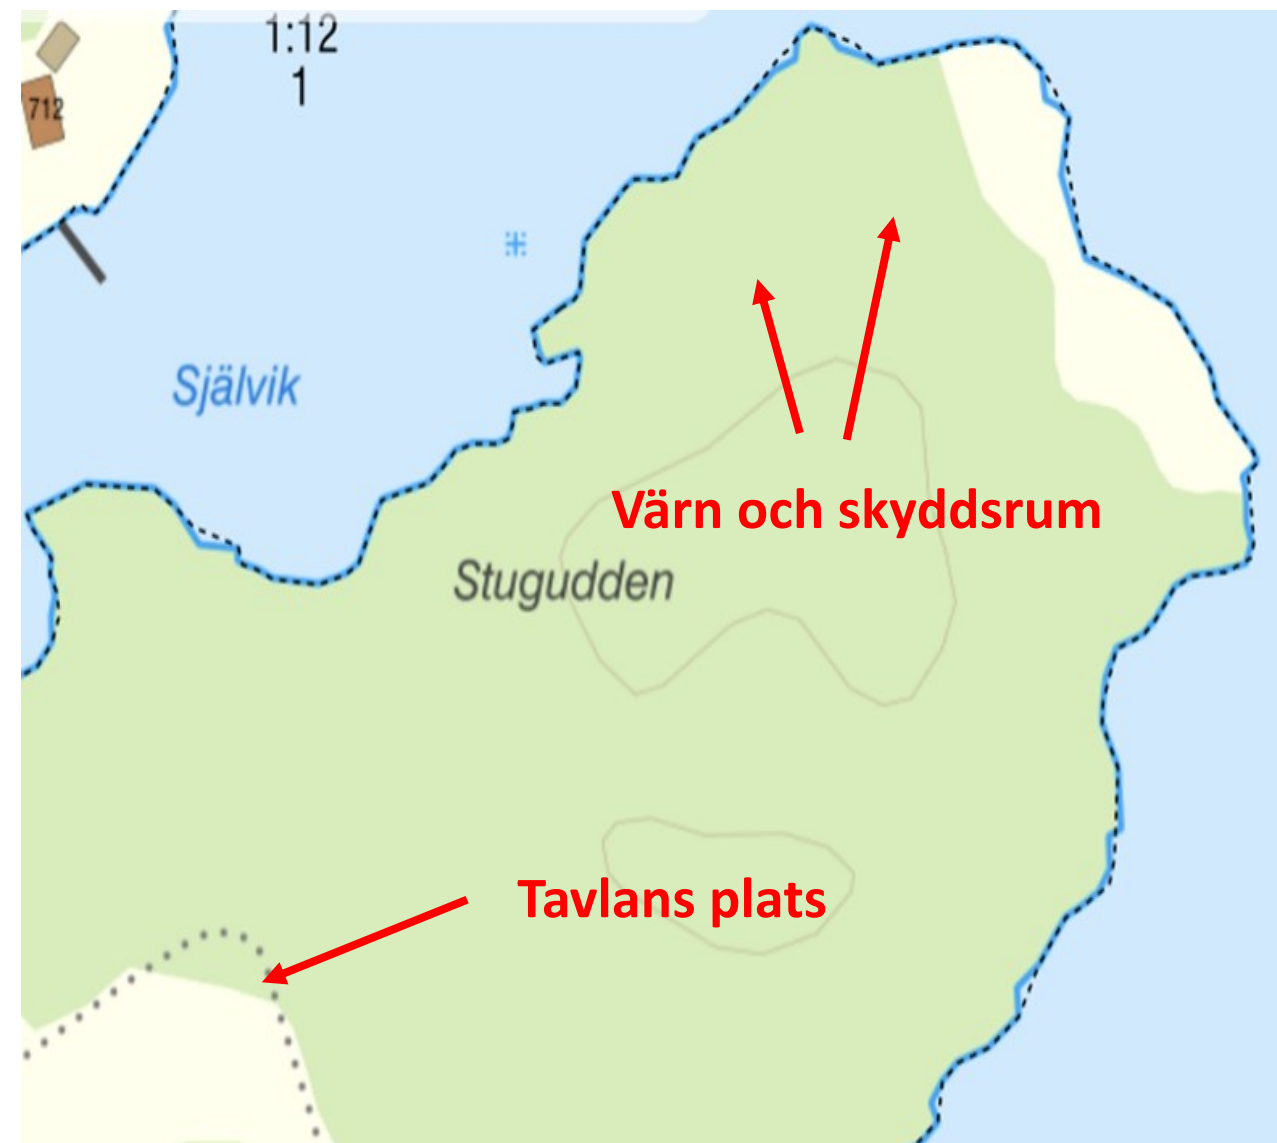 1:12
1
712
Självik
Värn och skyddsrum
Stugudden
Tavlans plats